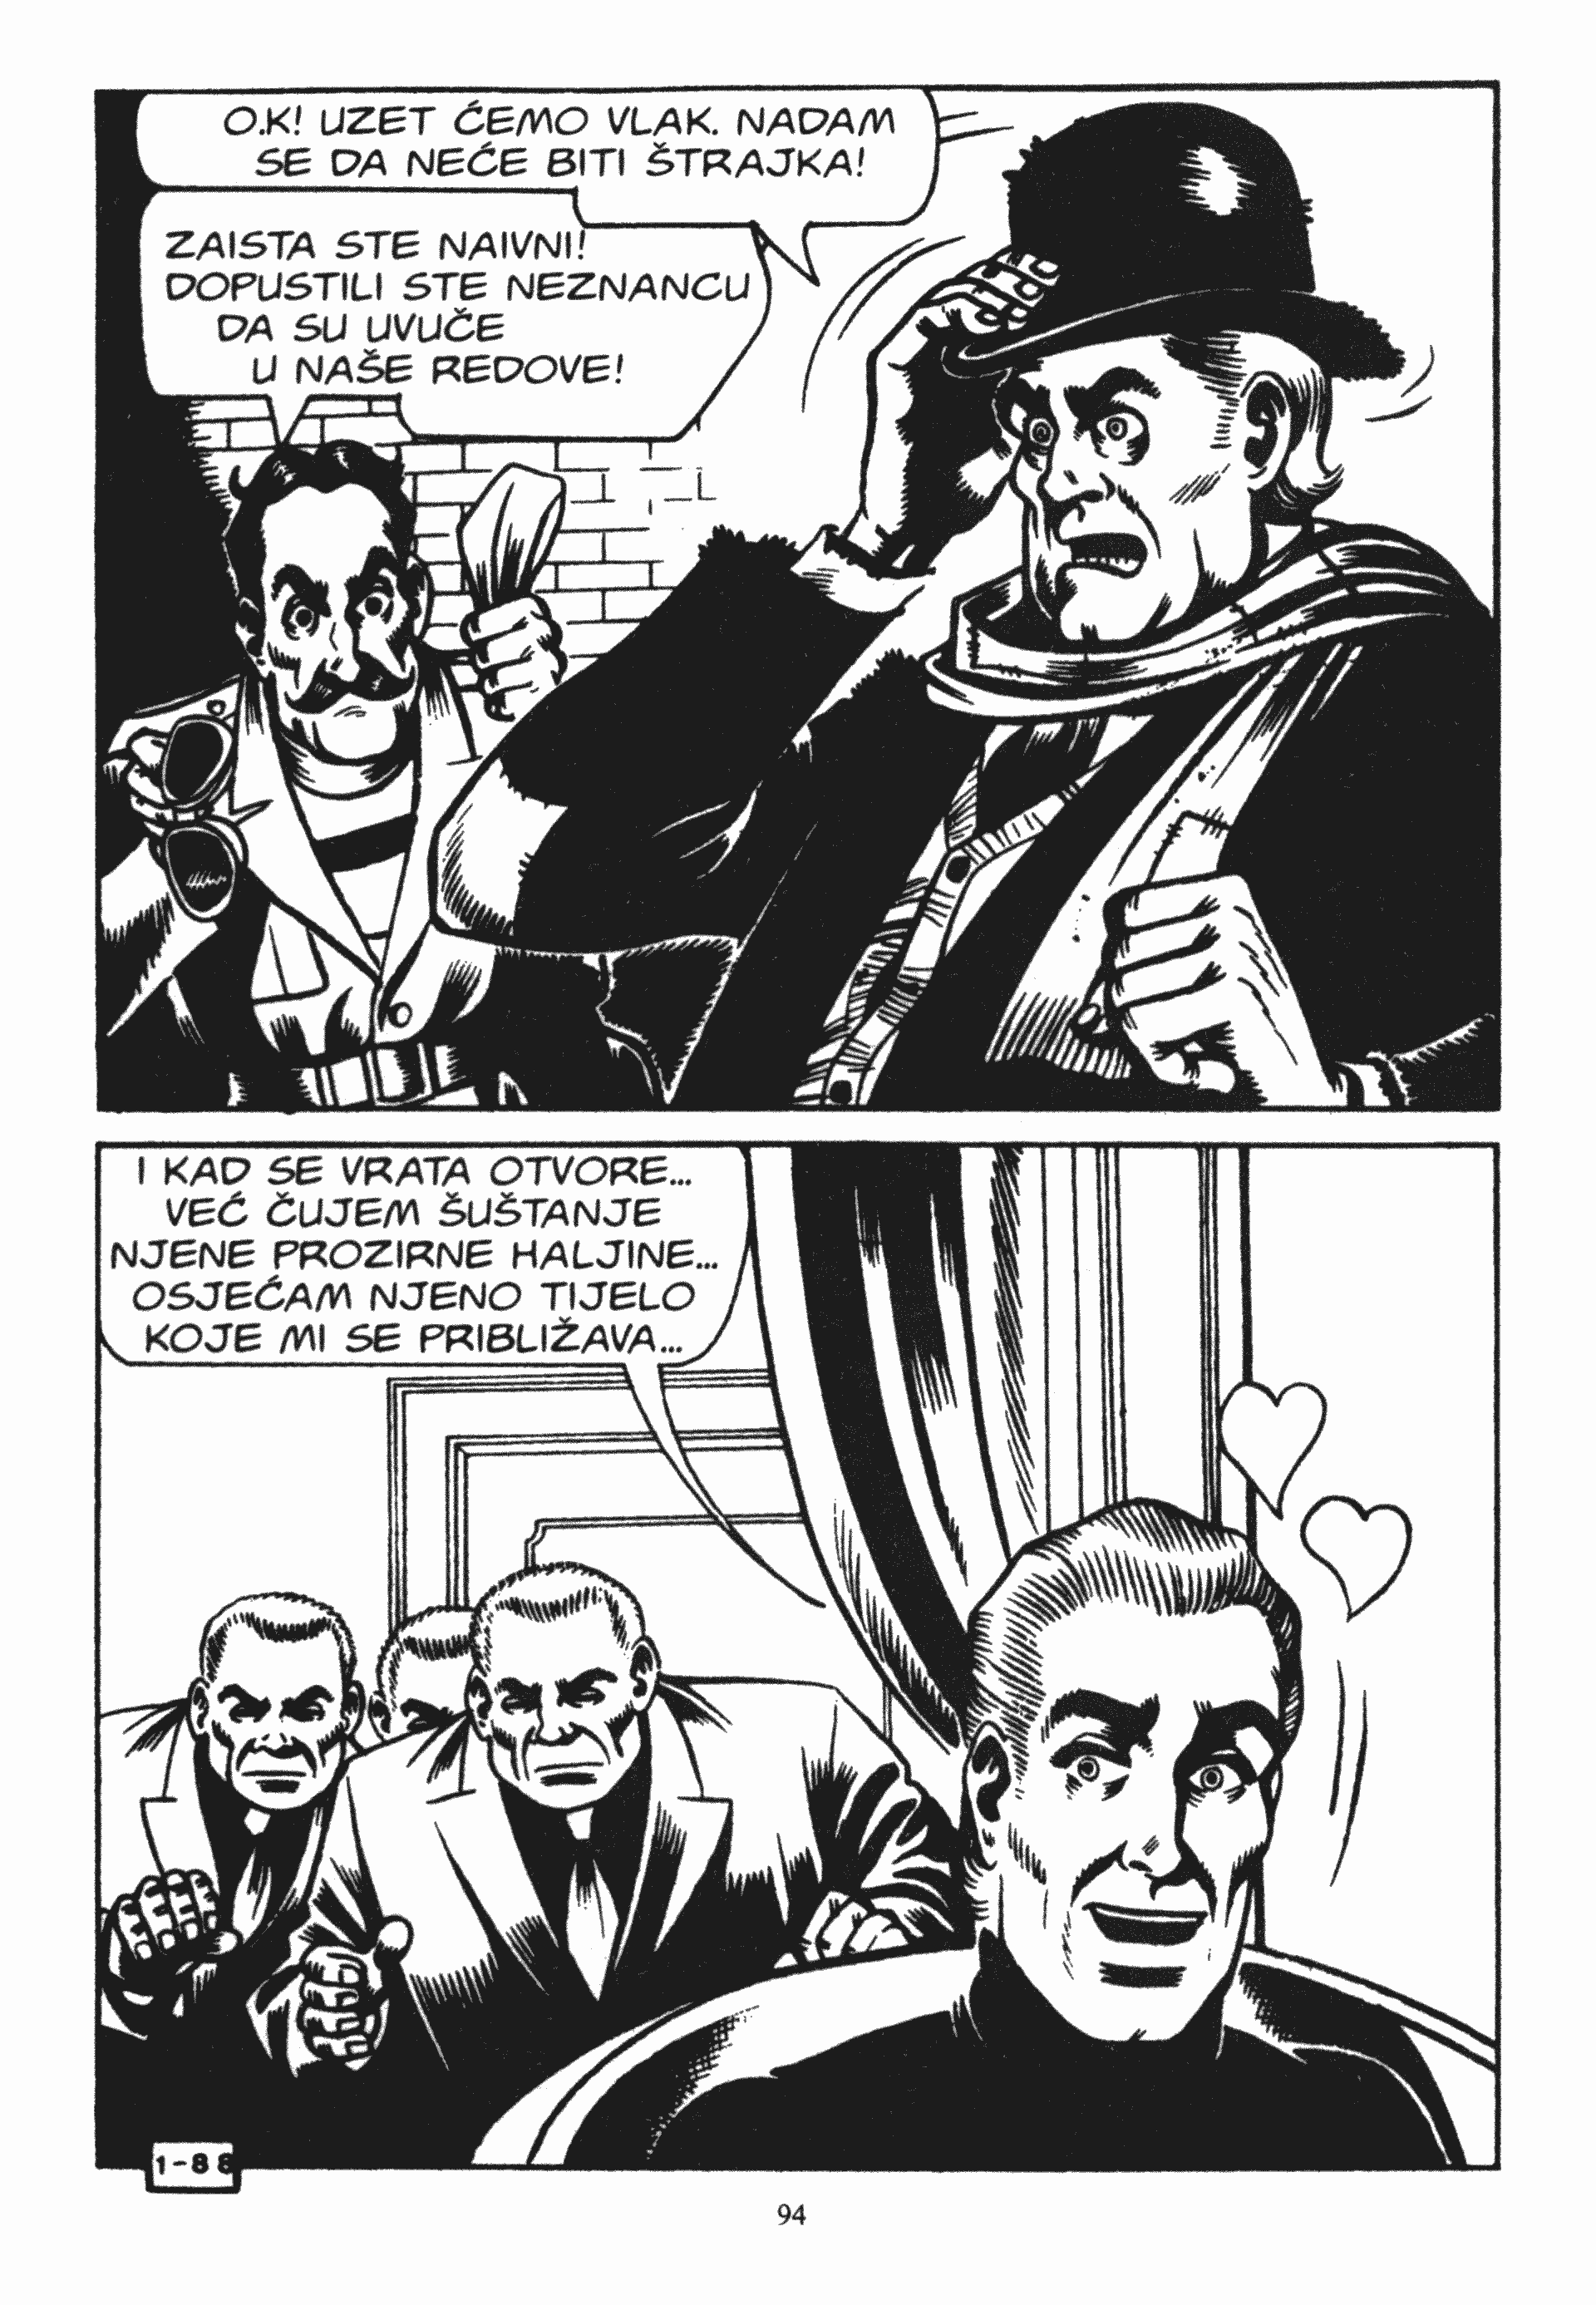 O.K! UZET ĆEMO VLAK. NADAM
SE DA NEĆE BITI ŠTRAJKA!
ZAISTA STE NAIVNI!
DOPUSTILI STE NEZNANCU
DA SU UVUČE
U NAŠE REDOVE!
I KAD SE VRATA OTVORE...
VEĆ ČUJEM ŠUŠTANJE
NJENE PROZIRNE HALJINE...
OSJEĆAM NJENO TIJELO
KOJE MI SE PRIBLIŽAVA...
1-88
94